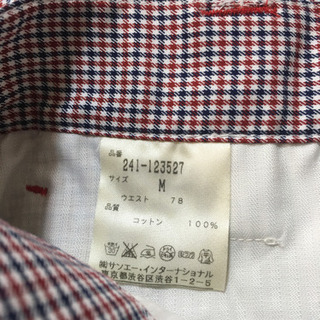 品番
241-123527
サイズ
M
ウエスト 78
品質
コットン 100%
㈱サンエー・インターナショナル
東京都渋谷区渋谷1-2-5